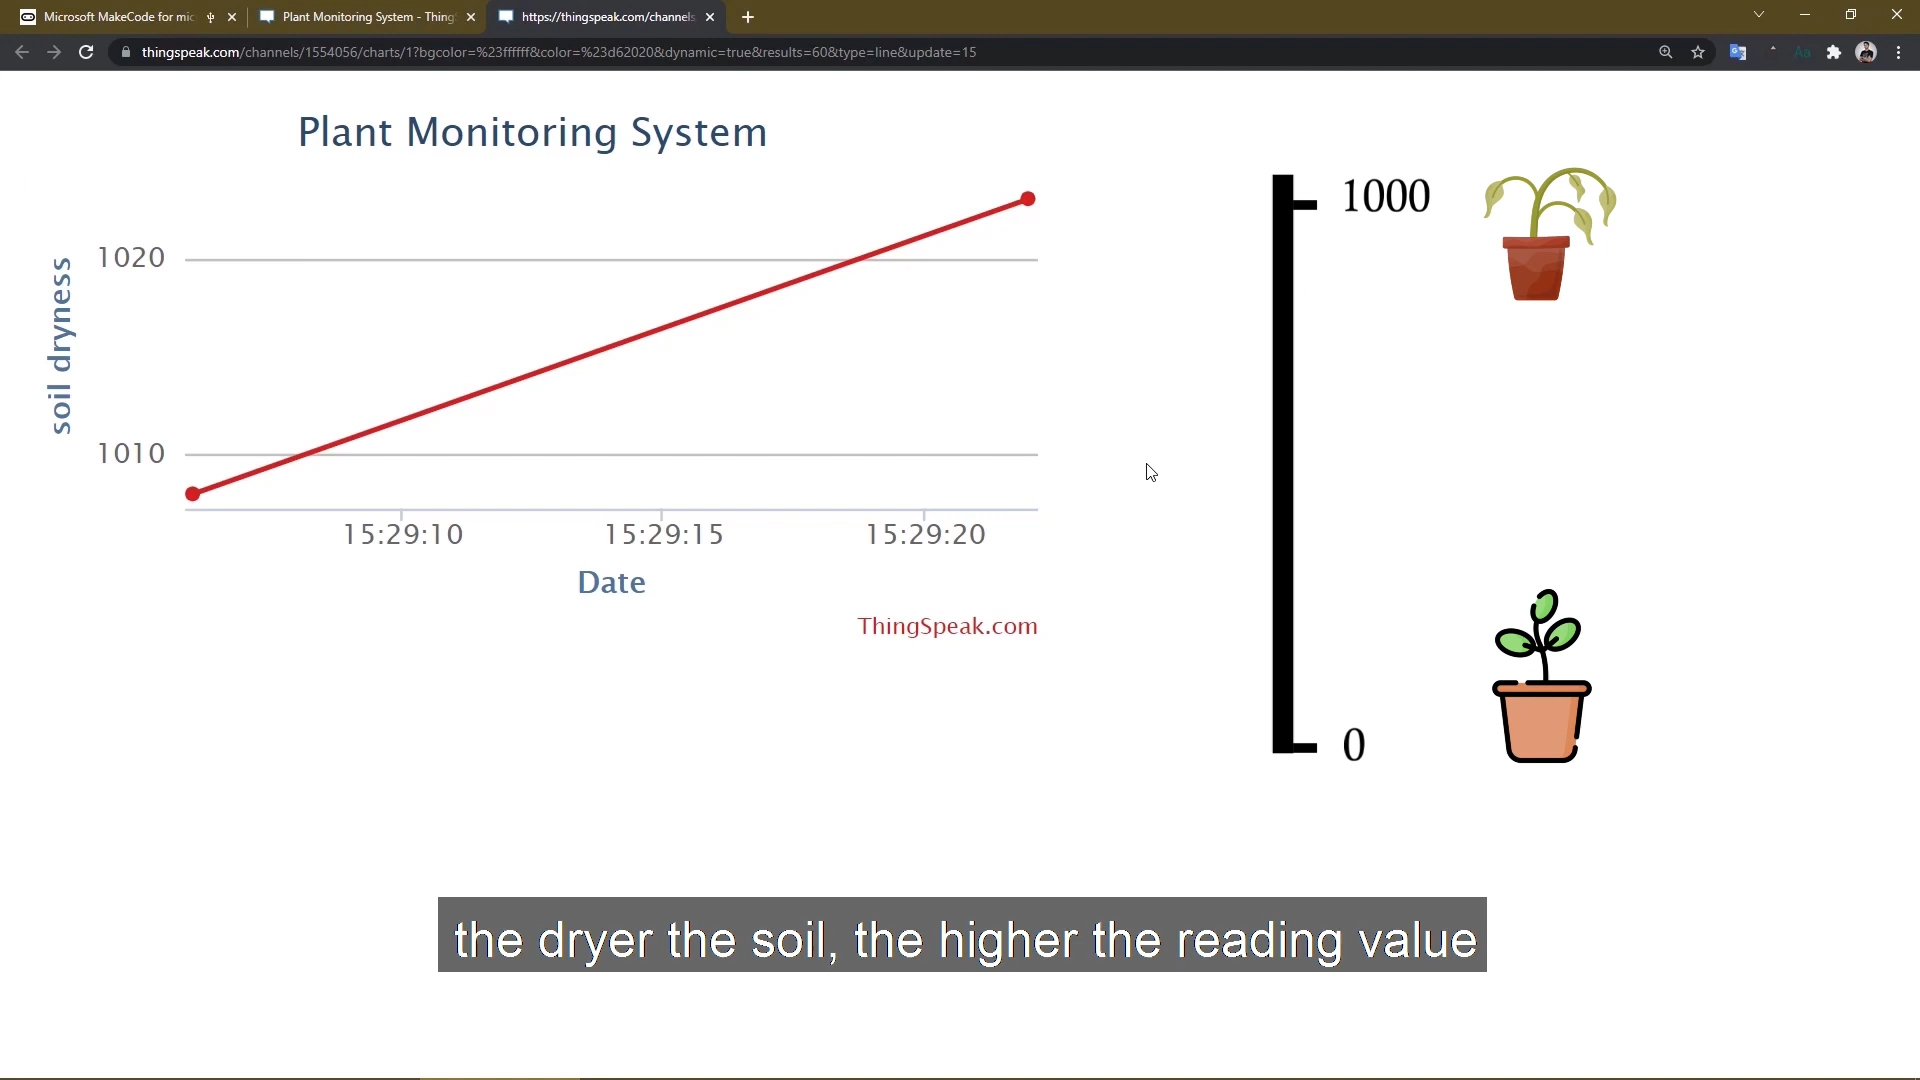 Microsoft MakeCode for mic
Plant Monitoring System - Thing
https://thingspeak.com/channels
thingspeak.com/channels/1554056/charts/1?bgcolor=%23ffffff&color=%23d62020&dynamic=true&results=60&type=line&update=15
Plant Monitoring System
soil dryness
1020
1010
15:29:10 15:29:15 15:29:20
Date
ThingSpeak.com
1000
0
the dryer the soil, the higher the reading value